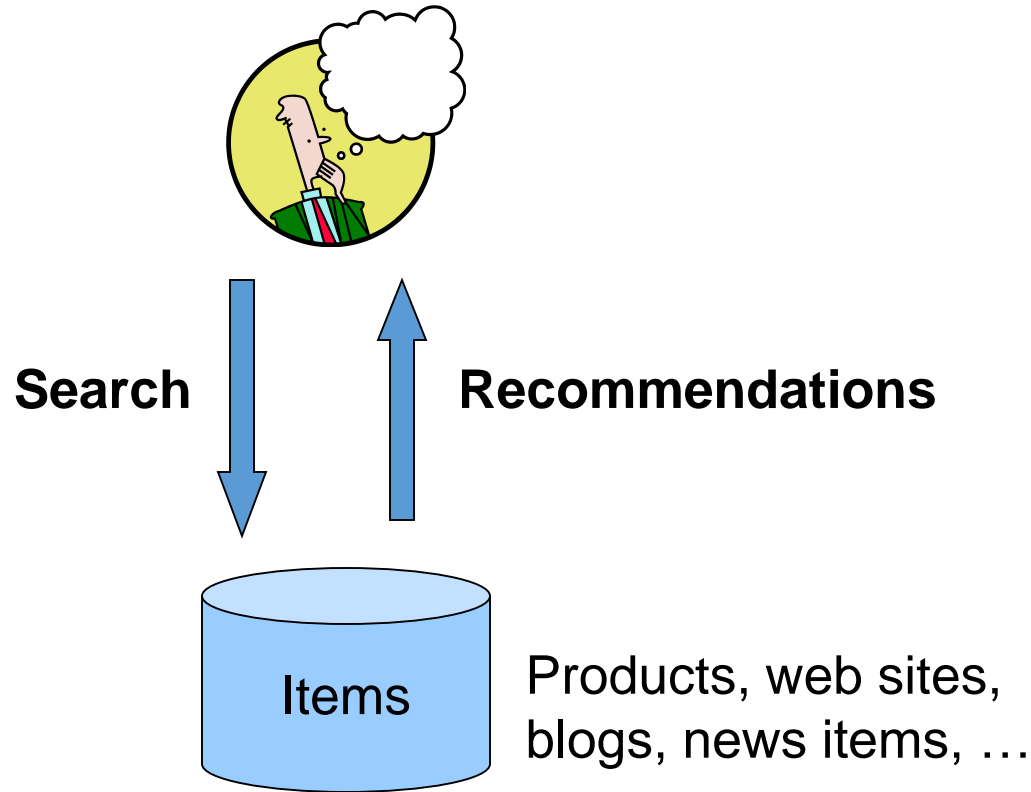 Search
Recommendations
Items
Products, web sites,
blogs, news items, …